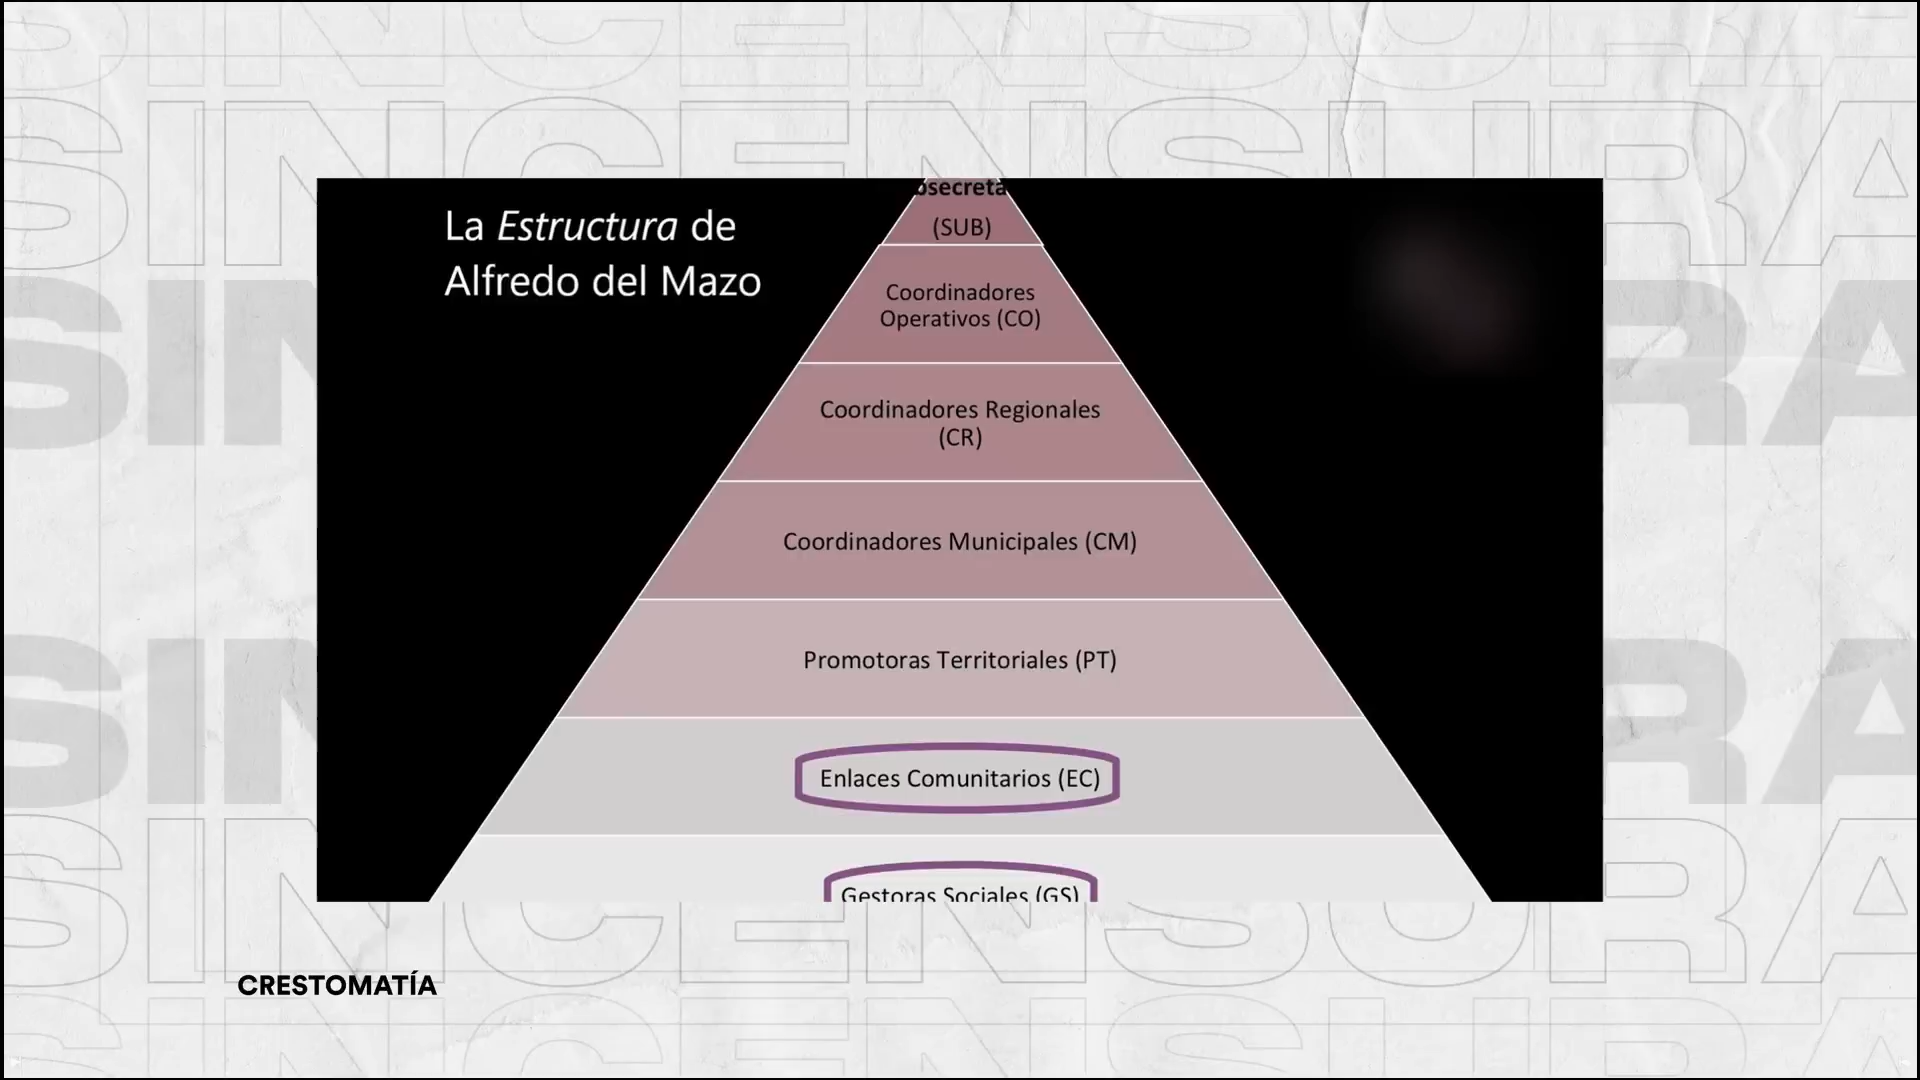 La Estructura de
Alfredo del Mazo
(SUB)
Coordinadores
Operativos (CO)
Coordinadores Regionales
(CR)
Coordinadores Municipales (CM)
Promotoras Territoriales (PT)
Enlaces Comunitarios (EC)
Gestoras Sociales (GS)
CRESTOMATÍA
SINCENSURA